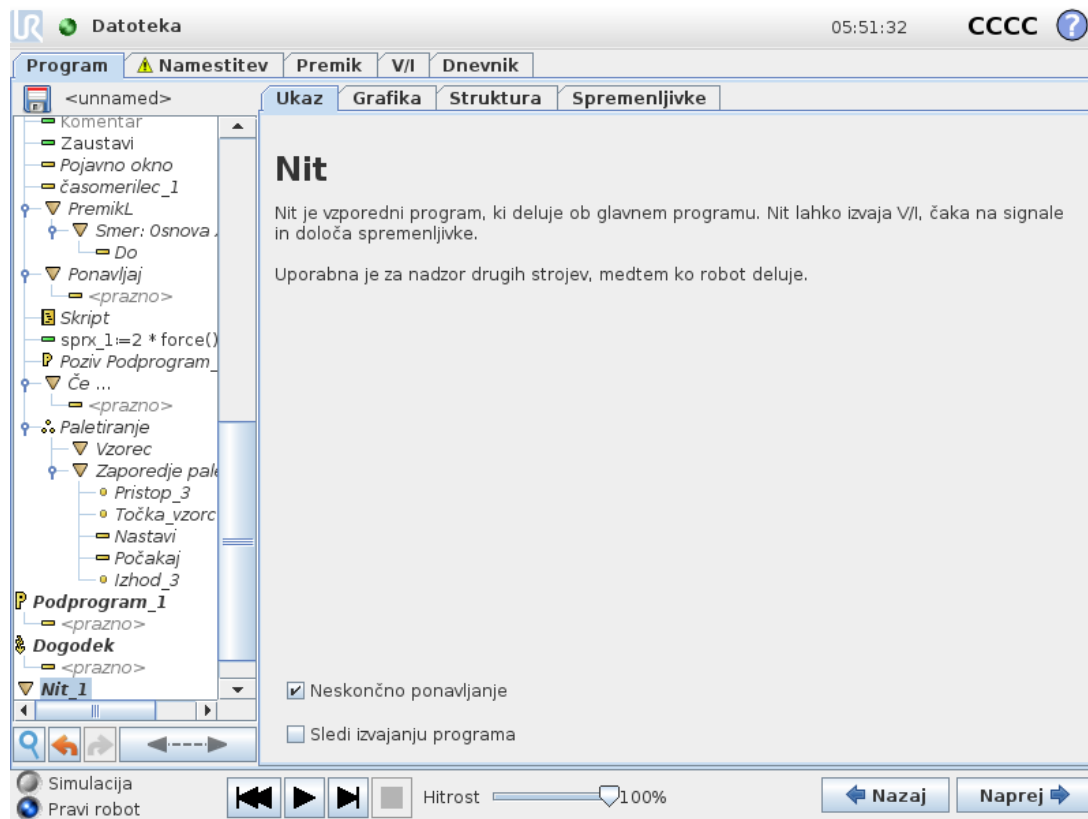 Datoteka
05:51:32
CCCC
?
Program
Namestitev
Premik
V/I
Dnevnik
<unnamed>
Ukaz
Grafika
Struktura
Spremenljivke
Komentar
Zaustavi
Pojavno okno
časomerilec_1
PremikL
Smer: Osnova
Do
Ponavljaj
<prazno>
Skript
sprx_1:=2 * force()
Poziv Podprogram_
Če ...
<prazno>
Paletiranje
Vzorec
Zaporedje pale
Pristop_3
Točka_vzorc
Nastavi
Počakaj
Izhod_3
Podprogram_1
<prazno>
Dogodek
<prazno>
Nit_1
Nit
Nit je vzporedni program, ki deluje ob glavnem programu. Nit lahko izvaja V/I, čaka na signale
in določa spremenljivke.
Uporabna je za nadzor drugih strojev, medtem ko robot deluje.
Neskončno ponavljanje
Sledi izvajanju programa
Simulacija
Pravi robot
Hitrost
100%
Nazaj
Naprej